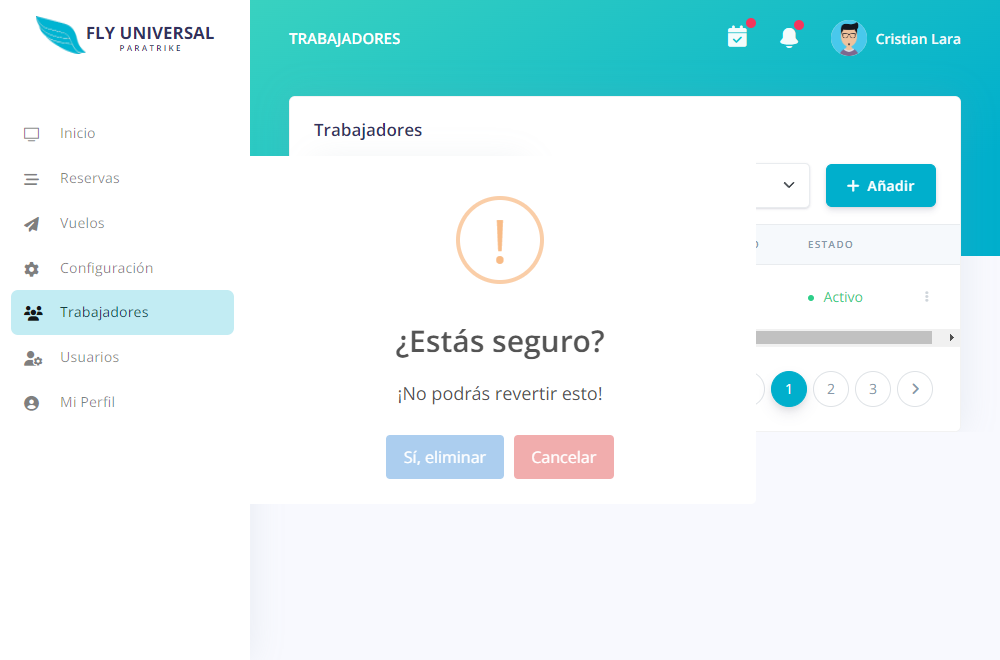 FLY UNIVERSAL
PARATRIKE
TRABAJADORES
Cristian Lara
Inicio
Reservas
Vuelos
Configuración
Trabajadores
Usuarios
Mi Perfil
Trabajadores
+ Añadir
ESTADO
Activo
1 2 3
!
¿Estás seguro?
¡No podrás revertir esto!
Sí, eliminar
Cancelar